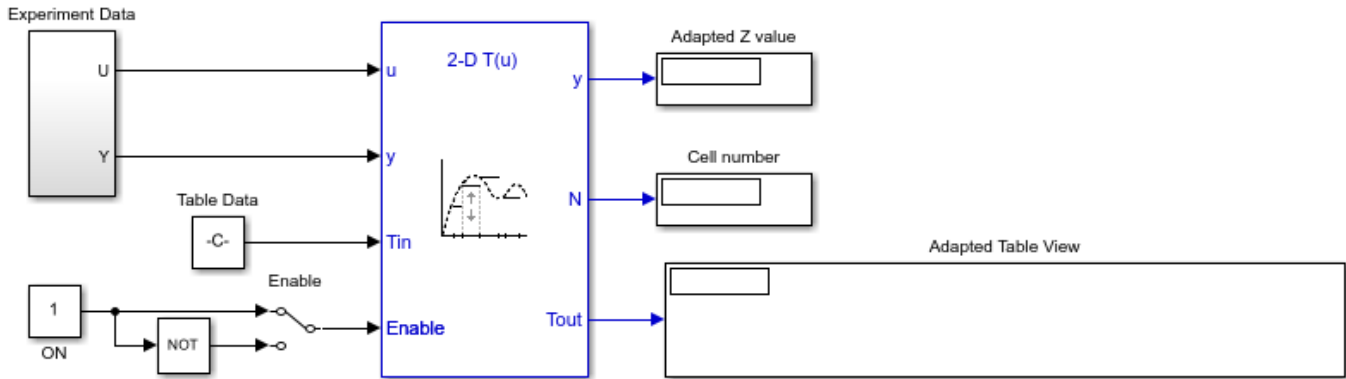 Experiment Data
U
Y
Table Data
-C-
Enable
1
ON
NOT
2-D T(u)
u
y
Tin
Enable
y
N
Tout
Adapted Z value
Cell number
Adapted Table View